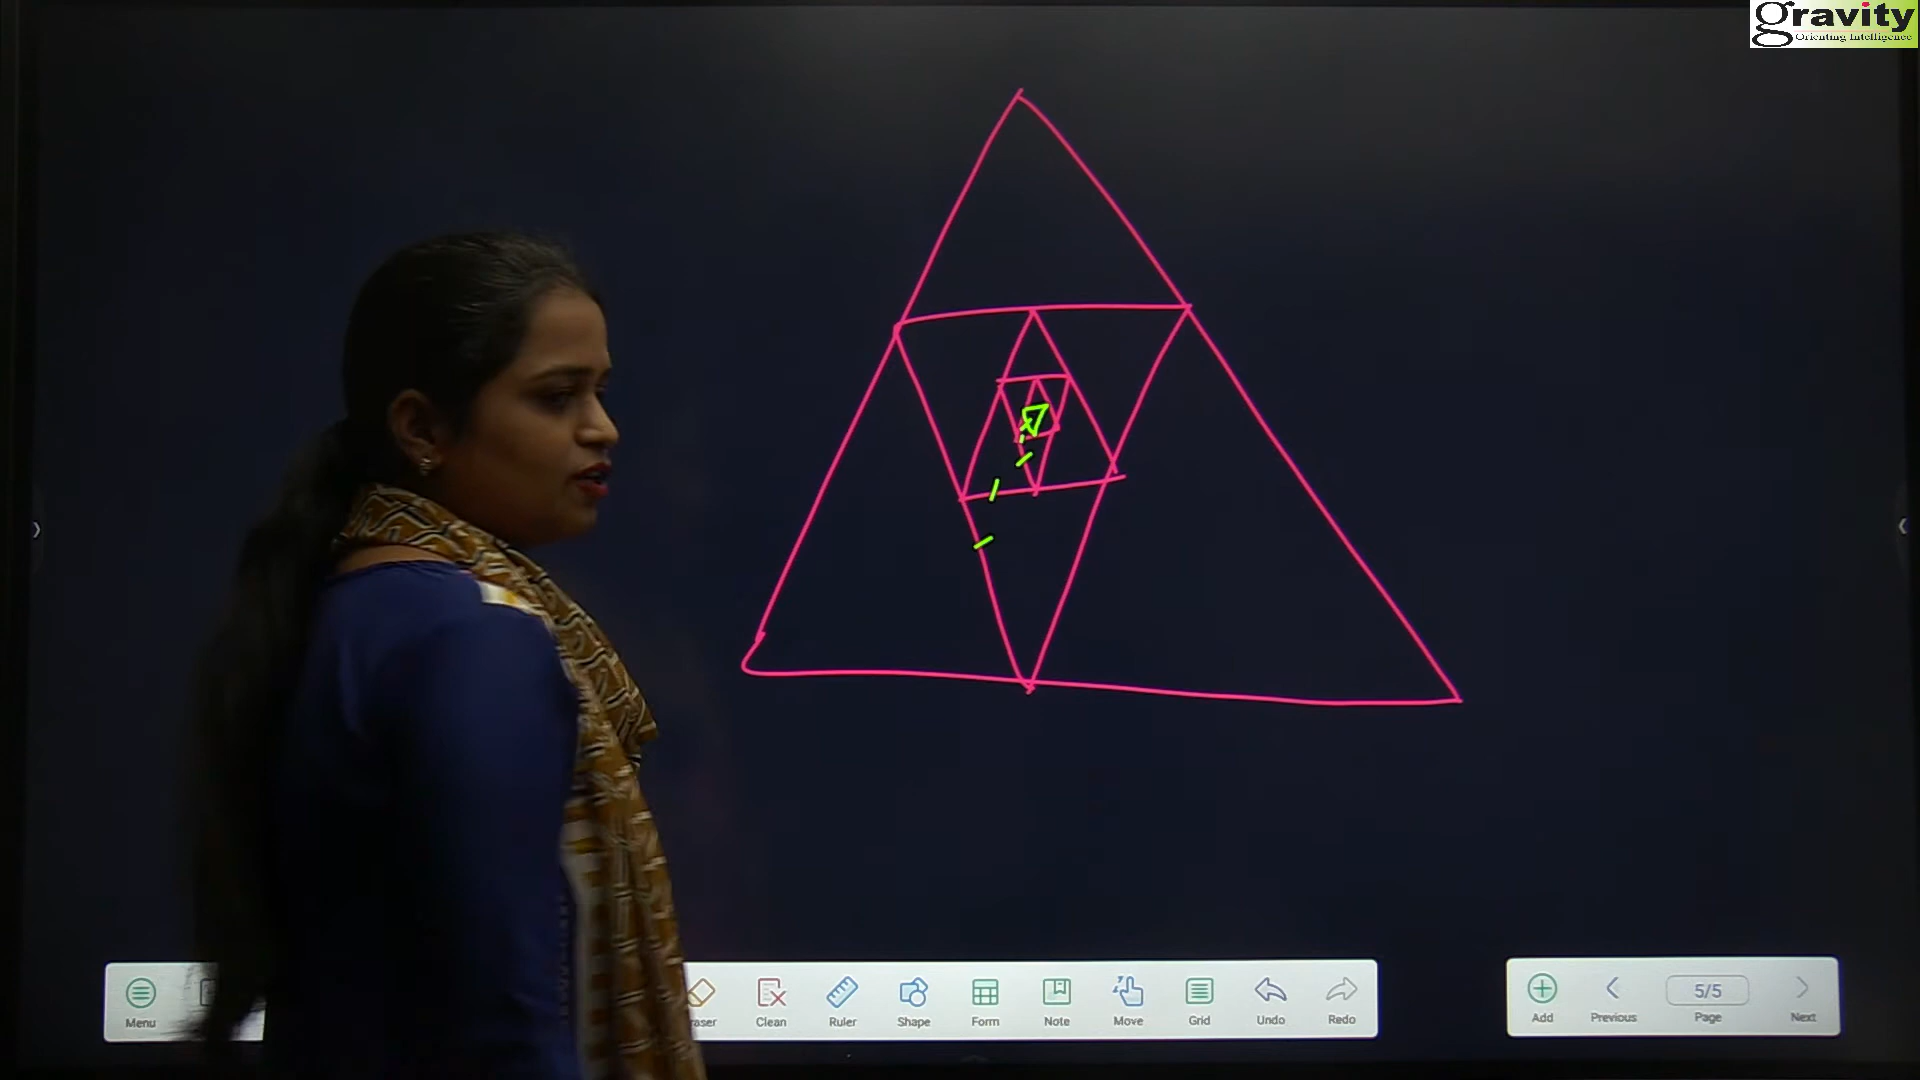 gravity
Orienting Intelligence
Menu
raser
Clean
Ruler
Shape
Form
Note
Move
Grid
Undo
Redo
Add
Previous
5/5
Page
Next